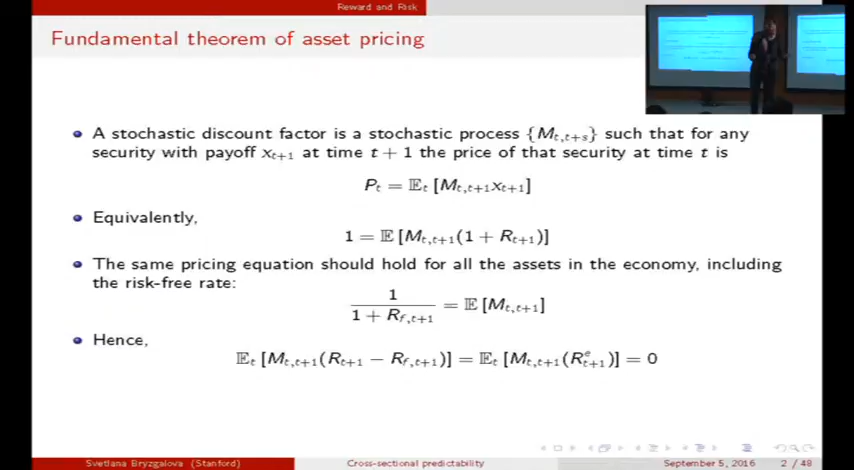 Reward and Risk
Fundamental theorem of asset pricing
A stochastic discount factor is a stochastic process {M_{t,t+s}} such that for any
security with payoff x_{t+1} at time t + 1 the price of that security at time t is
P_t = 𝔼_t [M_{t,t+1}x_{t+1}]
Equivalently,
1 = 𝔼 [M_{t,t+1}(1 + R_{t+1})]
The same pricing equation should hold for all the assets in the economy, including
the risk-free rate:
1 / (1 + R_{f,t+1}) = 𝔼 [M_{t,t+1}]
Hence,
𝔼_t [M_{t,t+1}(R_{t+1} − R_{f,t+1})] = 𝔼_t [M_{t,t+1}(R^e_{t+1})] = 0
Svetlana Bryzgalova (Stanford) Cross-sectional predictability September 5, 2016 2 / 48